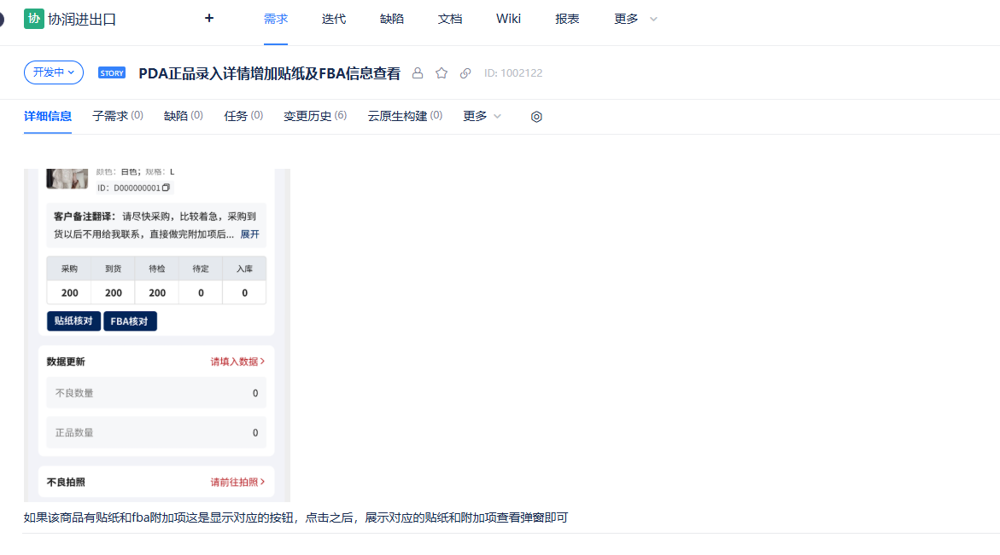 协 协润进出口 + 需求 迭代 缺陷 文档 Wiki 报表 更多
开发中 STORY PDA正品录入详情增加贴纸及FBA信息查看 ID: 1002122
详细信息 子需求 (0) 缺陷 (0) 任务 (0) 变更历史 (6) 云原生构建 (0) 更多
颜色：白色；规格：L
ID：D000000001
客户备注翻译：请尽快采购，比较着急，采购到
货以后不用给我联系，直接做完附加项后... 展开
采购 到货 待检 待定 入库
200 200 200 0 0
贴纸核对 FBA核对
数据更新 请填入数据
不良数量 0
正品数量 0
不良拍照 请前往拍照
如果该商品有贴纸和fba附加项这是显示对应的按钮，点击之后，展示对应的贴纸和附加项查看弹窗即可